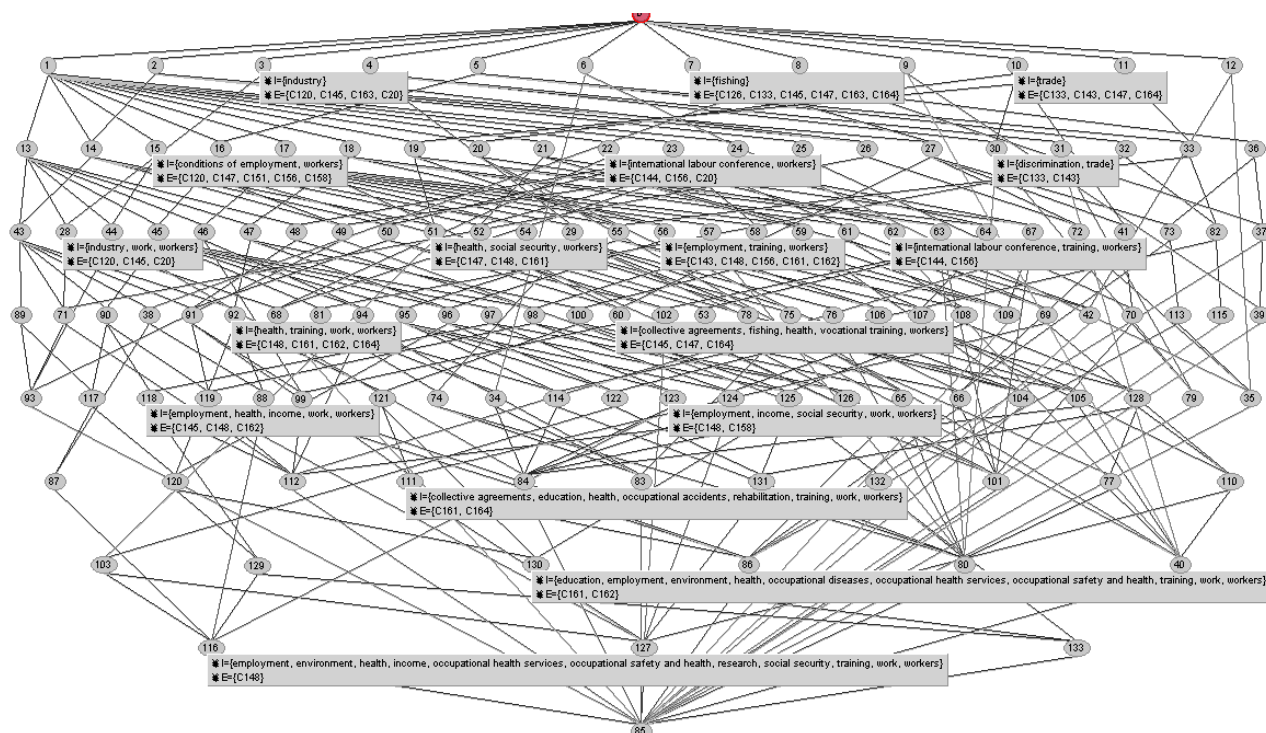 1 2 3 4 5 6 7 8 9 10 11 12
I={industry}
E={C120, C145, C163, C20}
I={fishing}
E={C126, C133, C145, C147, C163, C164}
I={trade}
E={C133, C143, C147, C164}
13 14 15 16 17 18 19 20 21 22 23 24 25 26 27 30 31 32 33 36
I={conditions of employment, workers}
E={C120, C147, C151, C156, C158}
I={international labour conference, workers}
E={C144, C156, C20}
I={discrimination, trade}
E={C133, C143}
43 28 44 45 46 47 48 49 50 51 52 54 29 55 56 57 58 59 61 62 63 64 67 72 41 73 82 37
I={industry, work, workers}
E={C120, C145, C20}
I={health, social security, workers}
E={C147, C148, C161}
I={employment, training, workers}
E={C143, C148, C156, C161, C162}
I={international labour conference, training, workers}
E={C144, C156}
89 71 90 38 91 92 68 81 94 95 96 97 98 100 60 102 53 78 75 76 106 107 108 109 69 42 70 113 115 39
I={health, training, work, workers}
E={C148, C161, C162, C164}
I={collective agreements, fishing, health, vocational training, workers}
E={C145, C147, C164}
93 117 118 119 88 99 121 74 34 114 122 123 124 125 126 65 66 104 105 128 79 35
I={employment, health, income, work, workers}
E={C145, C148, C162}
I={employment, income, social security, work, workers}
E={C148, C158}
87 120 112 111 84 83 131 132 101 77 110
I={collective agreements, education, health, occupational accidents, rehabilitation, training, work, workers}
E={C161, C164}
103 129 130 86 80 40
I={education, employment, environment, health, occupational diseases, occupational health services, occupational safety and health, training, work, workers}
E={C161, C162}
116 127 133
I={employment, environment, health, income, occupational health services, occupational safety and health, research, social security, training, work, workers}
E={C148}
85